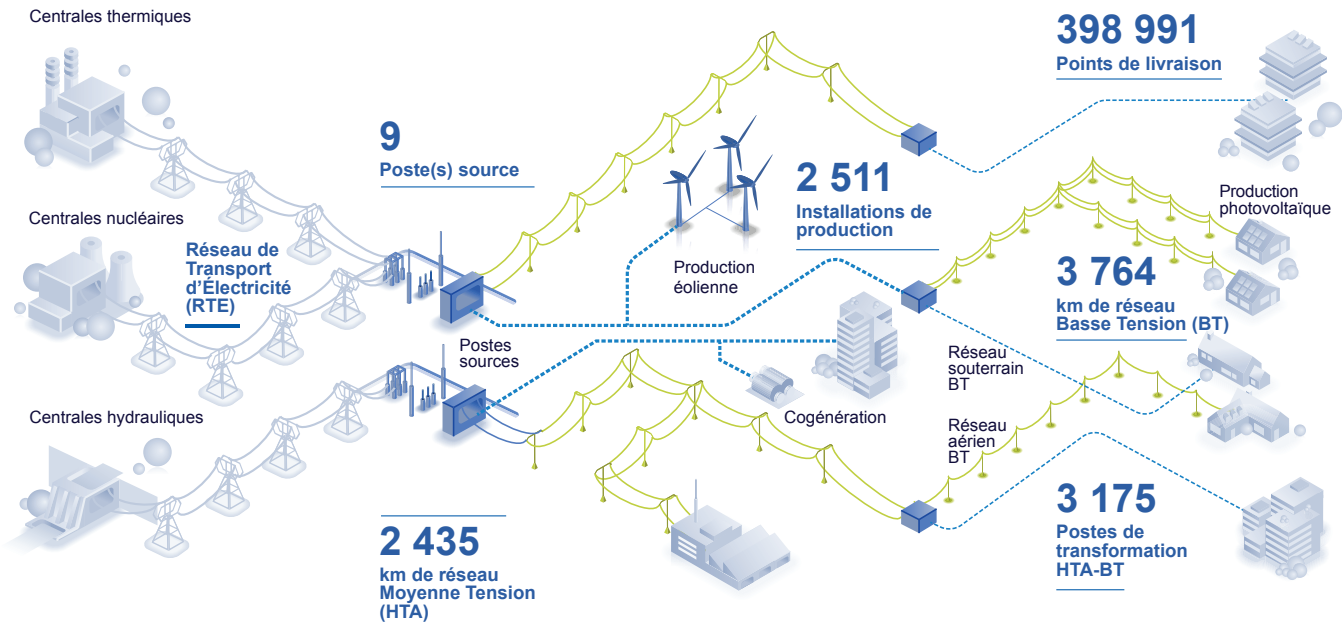 Centrales thermiques
398 991
Points de livraison
9
Poste(s) source
2 511
Installations de
production
Production
photovoltaïque
Centrales nucléaires
Réseau de
Transport
d'Électricité
(RTE)
Production
éolienne
3 764
km de réseau
Basse Tension (BT)
Postes
sources
Réseau
souterrain
BT
Centrales hydrauliques
Cogénération
Réseau
aérien
BT
2 435
km de réseau
Moyenne Tension
(HTA)
3 175
Postes de
transformation
HTA-BT